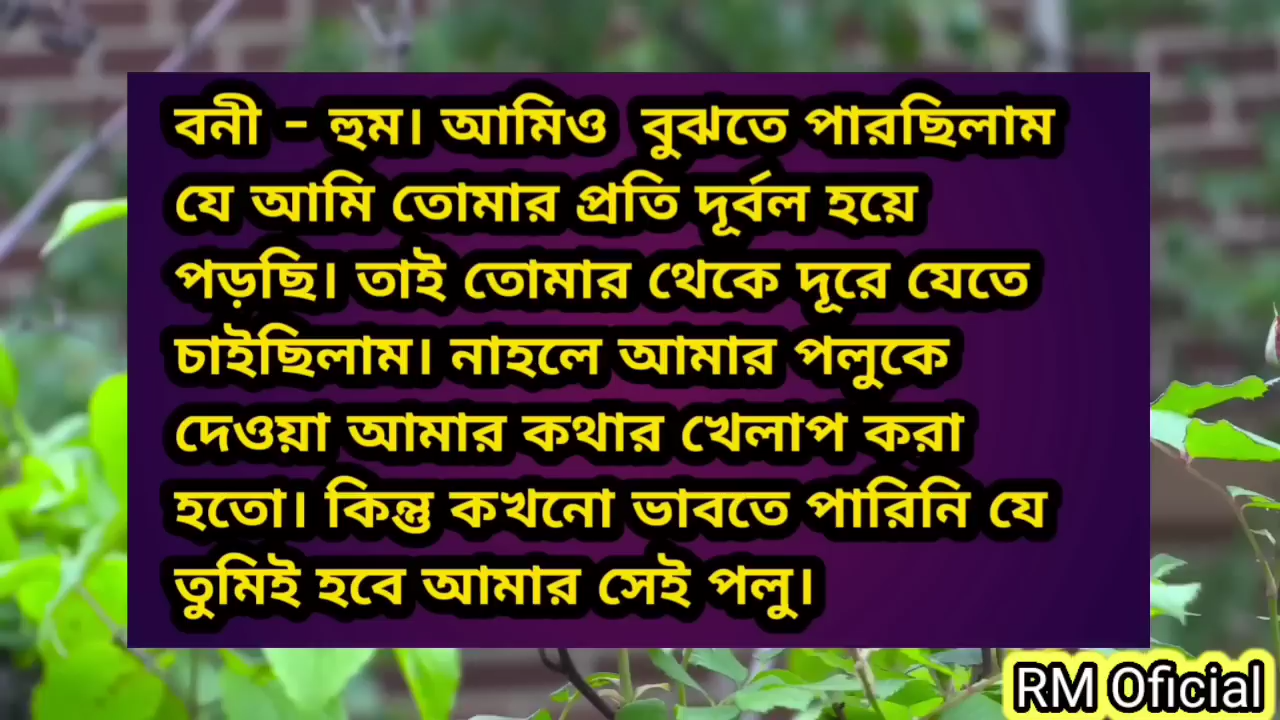 বনী - হুম। আমিও বুঝতে পারছিলাম
যে আমি তোমার প্রতি দূর্বল হয়ে
পড়ছি। তাই তোমার থেকে দূরে যেতে
চাইছিলাম। নাহলে আমার পলুকে
দেওয়া আমার কথার খেলাপ করা
হতো। কিন্তু কখনো ভাবতে পারিনি যে
তুমিই হবে আমার সেই পলু।
RM Oficial